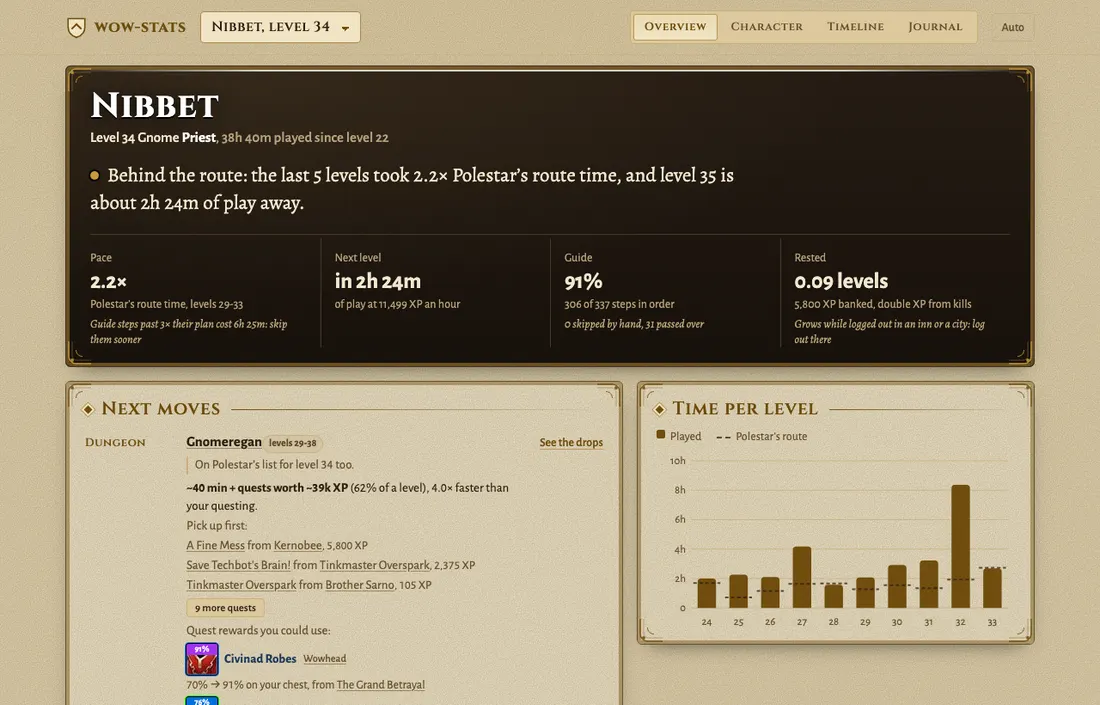 WOW-STATS
NIBBET, LEVEL 34
OVERVIEW
CHARACTER
TIMELINE
JOURNAL
Auto
NIBBET
Level 34 Gnome Priest, 38h 40m played since level 22
Behind the route: the last 5 levels took 2.2× Polestar's route time, and level 35 is
about 2h 24m of play away.
Pace
2.2×
Polestar's route time, levels 29-33
Guide steps past 3× their plan cost 6h 25m: skip
them sooner
Next level
in 2h 24m
of play at 11,499 XP an hour
Guide
91%
306 of 337 steps in order
0 skipped by hand, 31 passed over
Rested
0.09 levels
5,800 XP banked, double XP from kills
Grows while logged out in an inn or a city: log
out there
NEXT MOVES
DUNGEON
Gnomeregan levels 29-38
See the drops
On Polestar's list for level 34 too.
~40 min + quests worth ~39k XP (62% of a level), 4.0× faster than
your questing.
Pick up first:
A Fine Mess from Kernobee, 5,800 XP
Save Techbot's Brain! from Tinkmaster Overspark, 2,375 XP
Tinkmaster Overspark from Brother Sarno, 105 XP
9 more quests
Quest rewards you could use:
91%
Civinad Robes Wowhead
70% → 91% on your chest, from The Grand Betrayal
76%
TIME PER LEVEL
Played
Polestar's route
10h
8h
6h
4h
2h
0
24 25 26 27 28 29 30 31 32 33